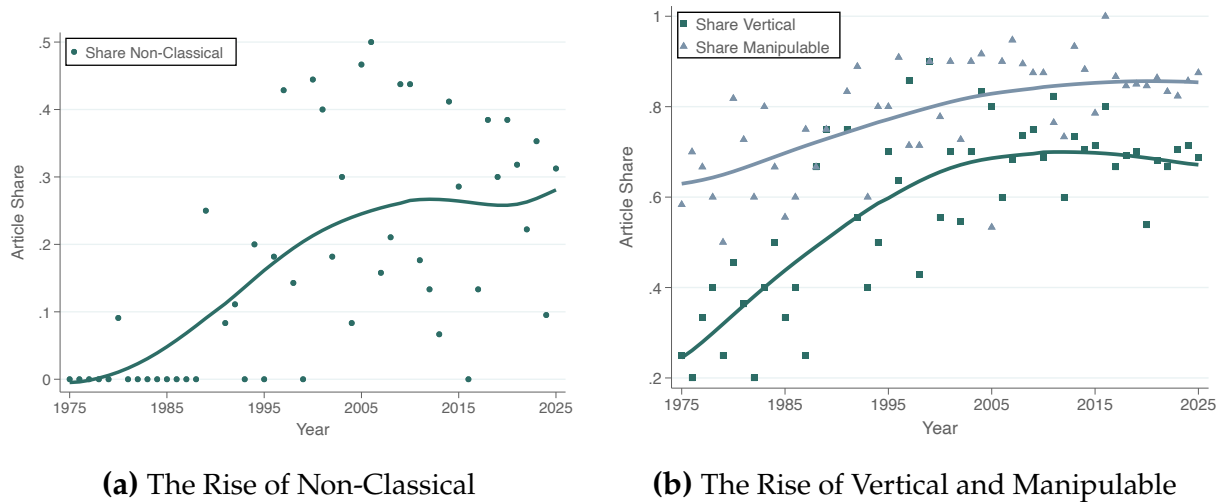 Share Non-Classical
Article Share
.5
.4
.3
.2
.1
0
1975 1985 1995 2005 2015 2025
Year
(a) The Rise of Non-Classical
Share Vertical
Share Manipulable
Article Share
1
.8
.6
.4
.2
1975 1985 1995 2005 2015 2025
Year
(b) The Rise of Vertical and Manipulable